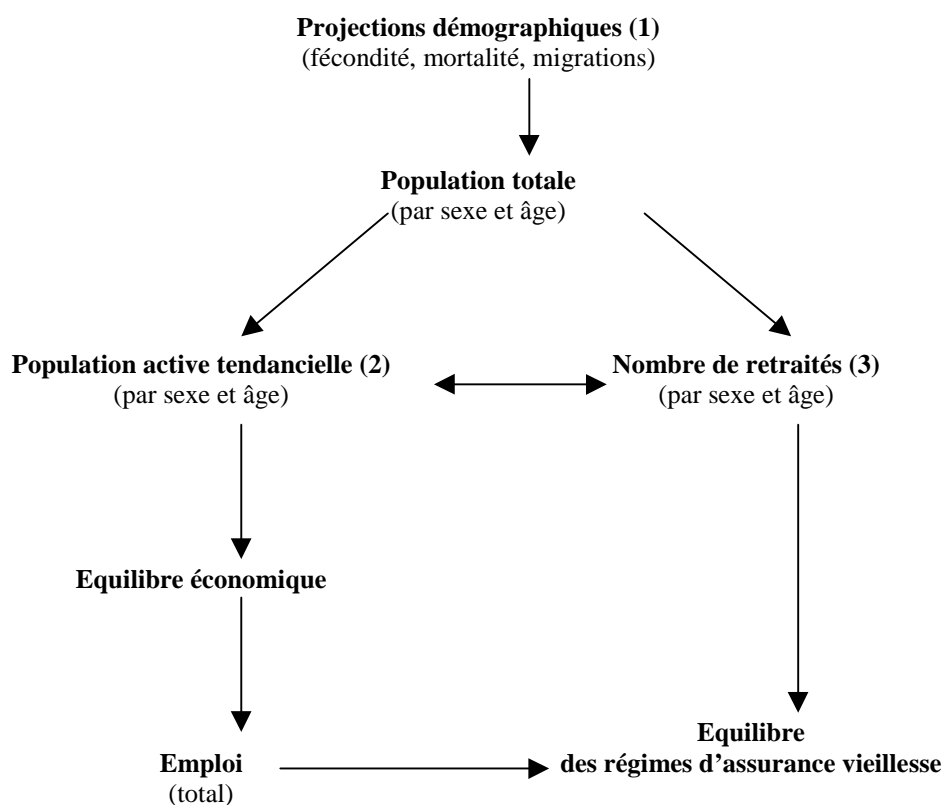 Projections démographiques (1)
(fécondité, mortalité, migrations)
Population totale
(par sexe et âge)
Population active tendancielle (2)
(par sexe et âge)
Nombre de retraités (3)
(par sexe et âge)
Equilibre économique
Emploi
(total)
Equilibre
des régimes d’assurance vieillesse